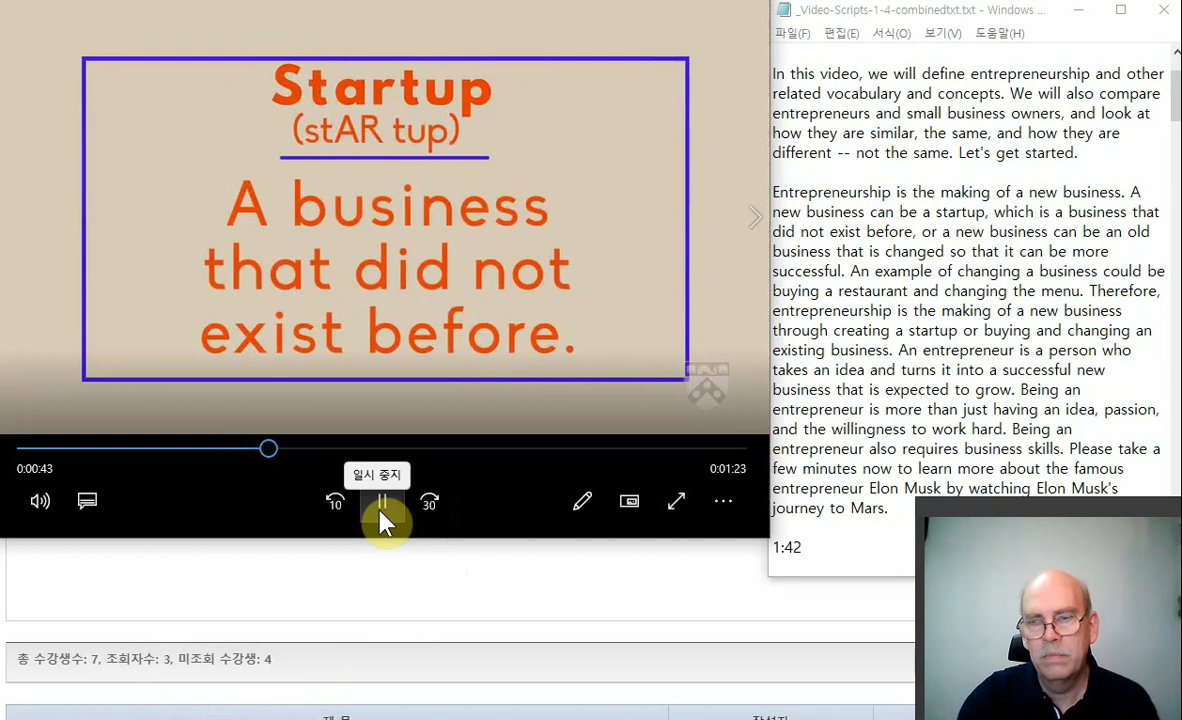 Startup
(stAR tup)
A business
that did not
exist before.
0:00:43
일시 중지
0:01:23
10
30
_Video-Scripts-1-4-combinedtxt.txt - Windows ...
파일(F) 편집(E) 서식(O) 보기(V) 도움말(H)
In this video, we will define entrepreneurship and other
related vocabulary and concepts. We will also compare
entrepreneurs and small business owners, and look at
how they are similar, the same, and how they are
different -- not the same. Let's get started.
Entrepreneurship is the making of a new business. A
new business can be a startup, which is a business that
did not exist before, or a new business can be an old
business that is changed so that it can be more
successful. An example of changing a business could be
buying a restaurant and changing the menu. Therefore,
entrepreneurship is the making of a new business
through creating a startup or buying and changing an
existing business. An entrepreneur is a person who
takes an idea and turns it into a successful new
business that is expected to grow. Being an
entrepreneur is more than just having an idea, passion,
and the willingness to work hard. Being an
entrepreneur also requires business skills. Please take a
few minutes now to learn more about the famous
entrepreneur Elon Musk by watching Elon Musk's
journey to Mars.
1:42
총 수강생수: 7, 조회자수: 3, 미조회 수강생: 4